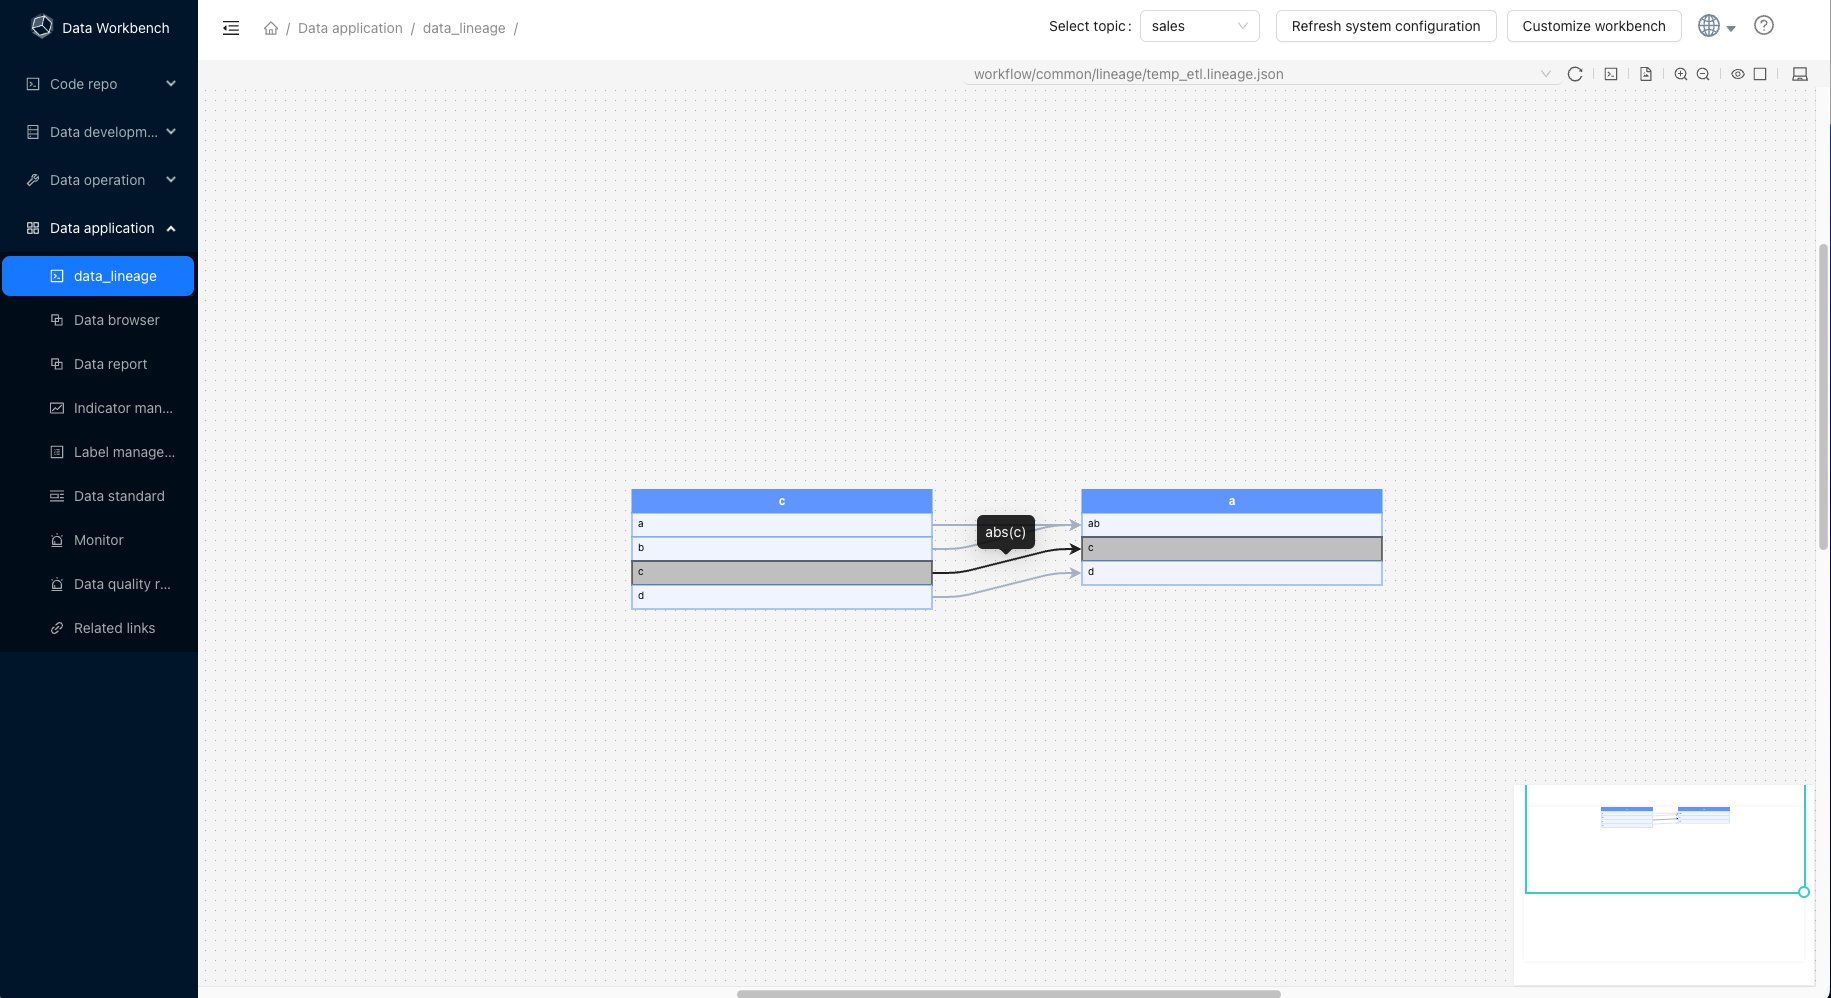 Data Workbench
/ Data application / data_lineage /
Select topic: sales
Refresh system configuration
Customize workbench
workflow/common/lineage/temp_etl.lineage.json
Code repo
Data developm...
Data operation
Data application
data_lineage
Data browser
Data report
Indicator man...
Label manage...
Data standard
Monitor
Data quality r...
Related links
c
a
b
c
d
abs(c)
a
ab
c
d